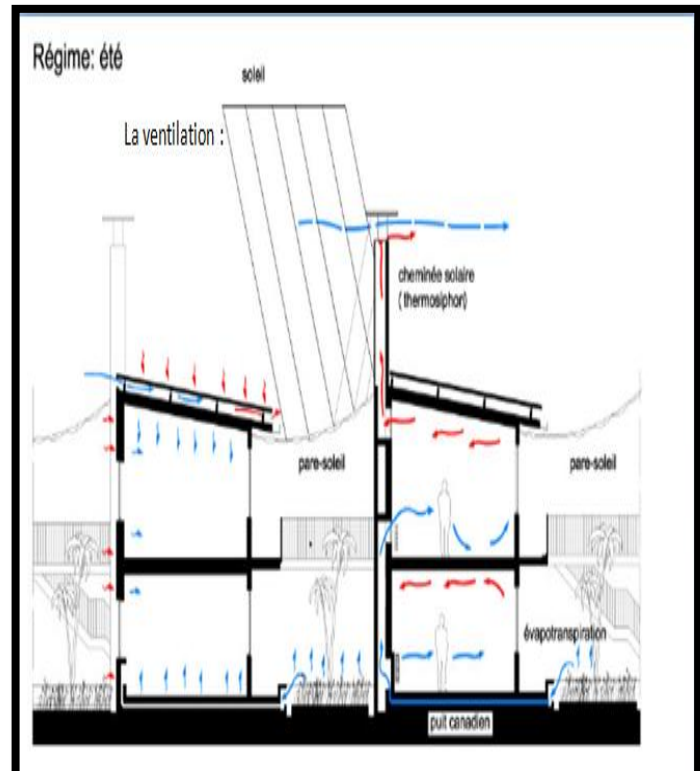 Régime: été
soleil
La ventilation :
cheminée solaire
( thermosiphon)
pare-soleil
pare-soleil
évapotranspiration
puit canadien